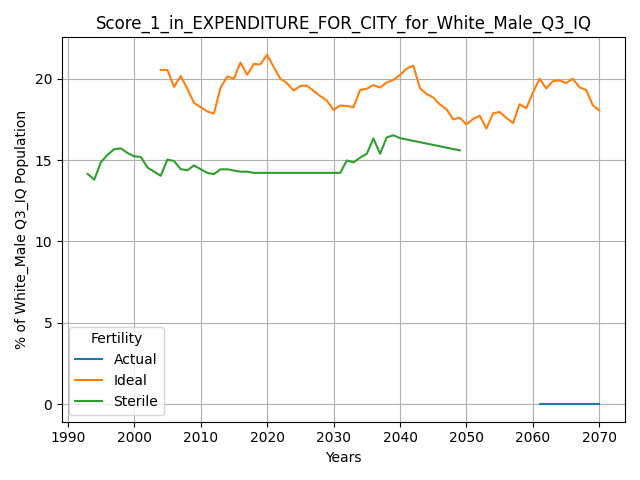 Score_1_in_EXPENDITURE_FOR_CITY_for_White_Male_Q3_IQ
% of White_Male Q3_IQ Population
20
15
10
5
0
Fertility
Actual
Ideal
Sterile
1990 2000 2010 2020 2030 2040 2050 2060 2070
Years